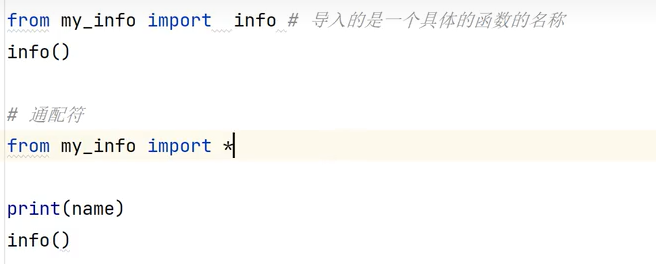 from my_info import  info # 导入的是一个具体的函数的名称
info()
# 通配符
from my_info import *
print(name)
info()